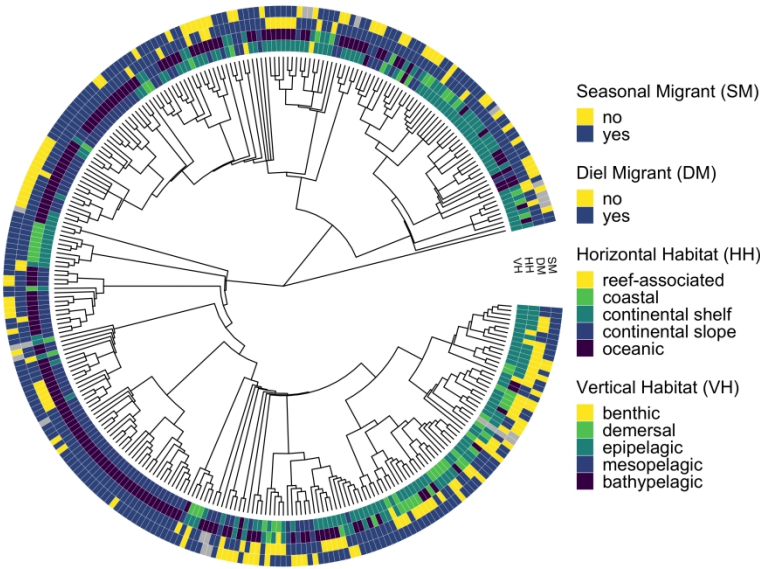 Seasonal Migrant (SM)
no
yes
Diel Migrant (DM)
no
yes
Horizontal Habitat (HH)
reef-associated
coastal
continental shelf
continental slope
oceanic
Vertical Habitat (VH)
benthic
demersal
epipelagic
mesopelagic
bathypelagic
SM
DM
HH
VH